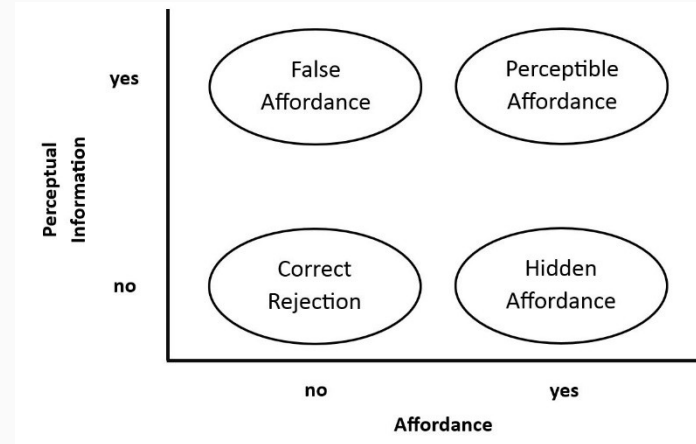 yes
False
Affordance
Perceptible
Affordance
Perceptual
Information
no
Correct
Rejection
Hidden
Affordance
no
yes
Affordance